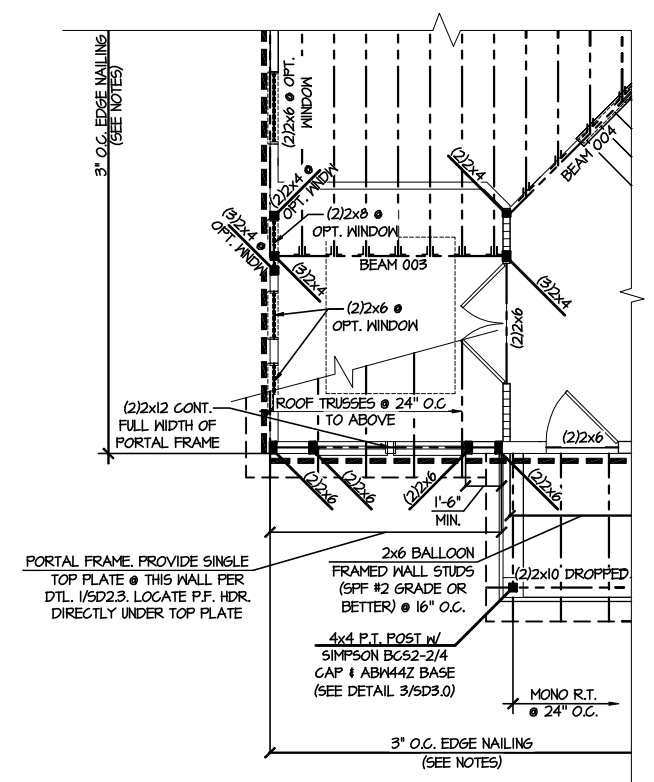 3" O.C. EDGE NAILING
(SEE NOTES)
(2)2x6 @ OPT.
WINDOW
(2)2x4 @
OPT. WNDW
(2)2x4
BEAM 004
(2)2x8 @
OPT. WINDOW
(3)2x4 @
OPT. WNDW
BEAM 003
(3)2x4
(3)2x4
(2)2x6 @
OPT. WINDOW
(2)2x6
(2)2x12 CONT.
FULL WIDTH OF
PORTAL FRAME
ROOF TRUSSES @ 24" O.C
TO ABOVE
(2)2x6
(2)2x6
(2)2x6
(2)2x6
(2)2x6
1'-6"
MIN.
PORTAL FRAME. PROVIDE SINGLE
TOP PLATE @ THIS WALL PER
DTL. 1/SD2.3. LOCATE P.F. HDR.
DIRECTLY UNDER TOP PLATE
2x6 BALLOON
FRAMED WALL STUDS
(SPF #2 GRADE OR
BETTER) @ 16" O.C.
(2)2x10 DROPPED
4x4 P.T. POST W/
SIMPSON BCS2-2/4
CAP & ABW44Z BASE
(SEE DETAIL 3/SD3.0)
MONO R.T.
@ 24" O.C.
3" O.C. EDGE NAILING
(SEE NOTES)